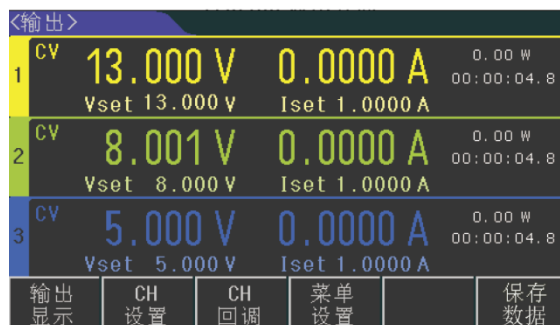 <输出>
1 CV 13.000 V 0.0000 A 0.00 W
00:00:04.8
Vset 13.000 V Iset 1.0000 A
2 CV 8.001 V 0.0000 A 0.00 W
00:00:04.8
Vset 8.000 V Iset 1.0000 A
3 CV 5.000 V 0.0000 A 0.00 W
00:00:04.8
Vset 5.000 V Iset 1.0000 A
输出 CH CH 菜单 保存
显示 设置 回调 设置 数据